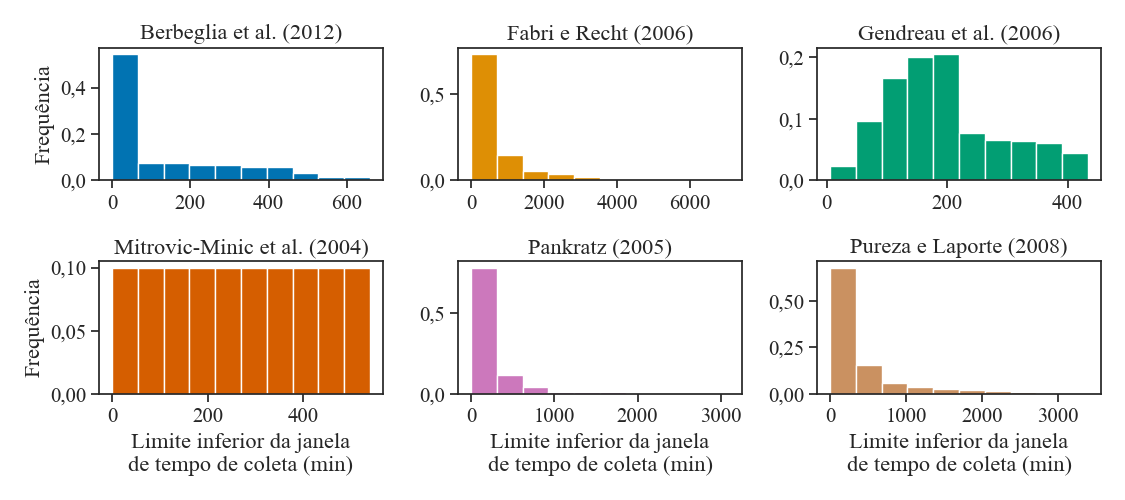 Berbeglia et al. (2012)
Frequência
0,4
0,2
0,0
0 200 400 600
Fabri e Recht (2006)
0,5
0,0
0 2000 4000 6000
Gendreau et al. (2006)
0,2
0,1
0,0
0 200 400
Mitrovic-Minic et al. (2004)
Frequência
0,10
0,05
0,00
0 200 400
Limite inferior da janela
de tempo de coleta (min)
Pankratz (2005)
0,5
0,0
0 1000 2000 3000
Limite inferior da janela
de tempo de coleta (min)
Pureza e Laporte (2008)
0,50
0,25
0,00
0 1000 2000 3000
Limite inferior da janela
de tempo de coleta (min)